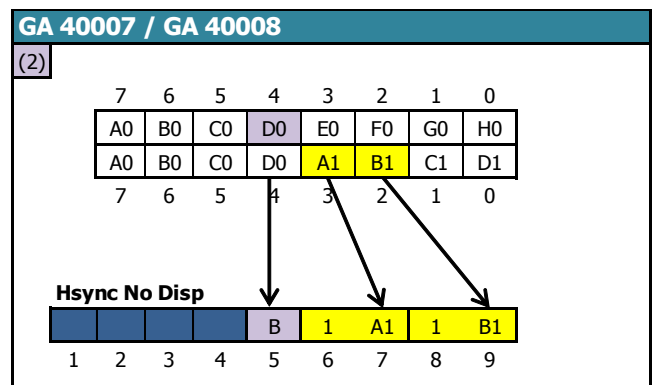 GA 40007 / GA 40008
(2)
7 6 5 4 3 2 1 0
A0 B0 C0 D0 E0 F0 G0 H0
A0 B0 C0 D0 A1 B1 C1 D1
7 6 5 4 3 2 1 0
Hsync No Disp
B 1 A1 1 B1
1 2 3 4 5 6 7 8 9